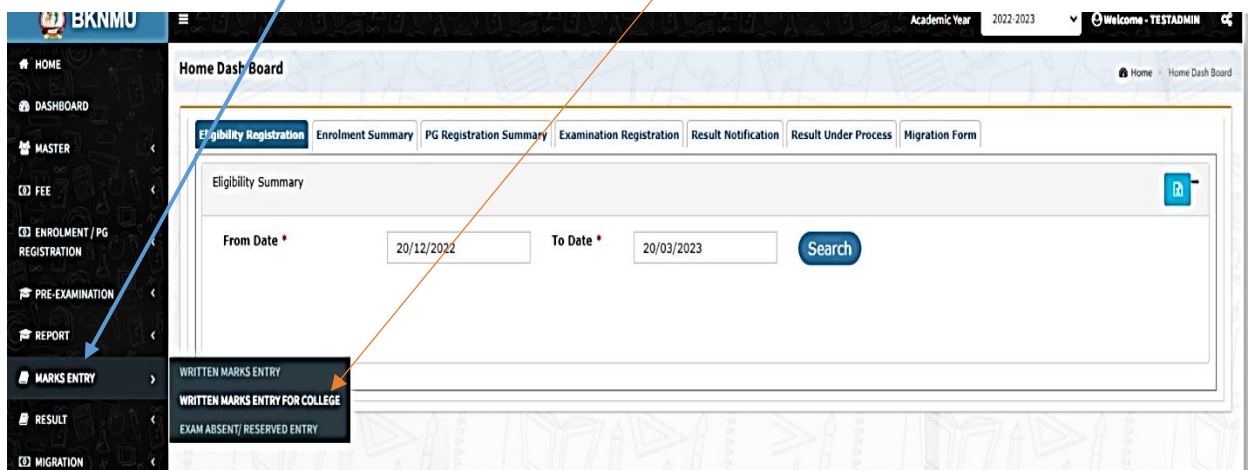 BKNMU
Academic Year 2022-2023 Welcome - TESTADMIN
HOME
Home Dash Board
Home - Home Dash Board
DASHBOARD
Eligibility Registration Enrolment Summary PG Registration Summary Examination Registration Result Notification Result Under Process Migration Form
MASTER
Eligibility Summary
FEE
ENROLMENT / PG
REGISTRATION
From Date * 20/12/2022 To Date * 20/03/2023 Search
PRE-EXAMINATION
REPORT
MARKS ENTRY
WRITTEN MARKS ENTRY
WRITTEN MARKS ENTRY FOR COLLEGE
EXAM ABSENT/ RESERVED ENTRY
RESULT
MIGRATION